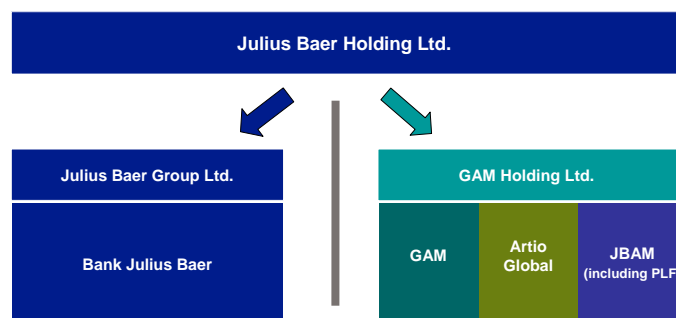 Julius Baer Holding Ltd.
Julius Baer Group Ltd.
GAM Holding Ltd.
Bank Julius Baer
GAM
Artio
Global
JBAM
(including PLF